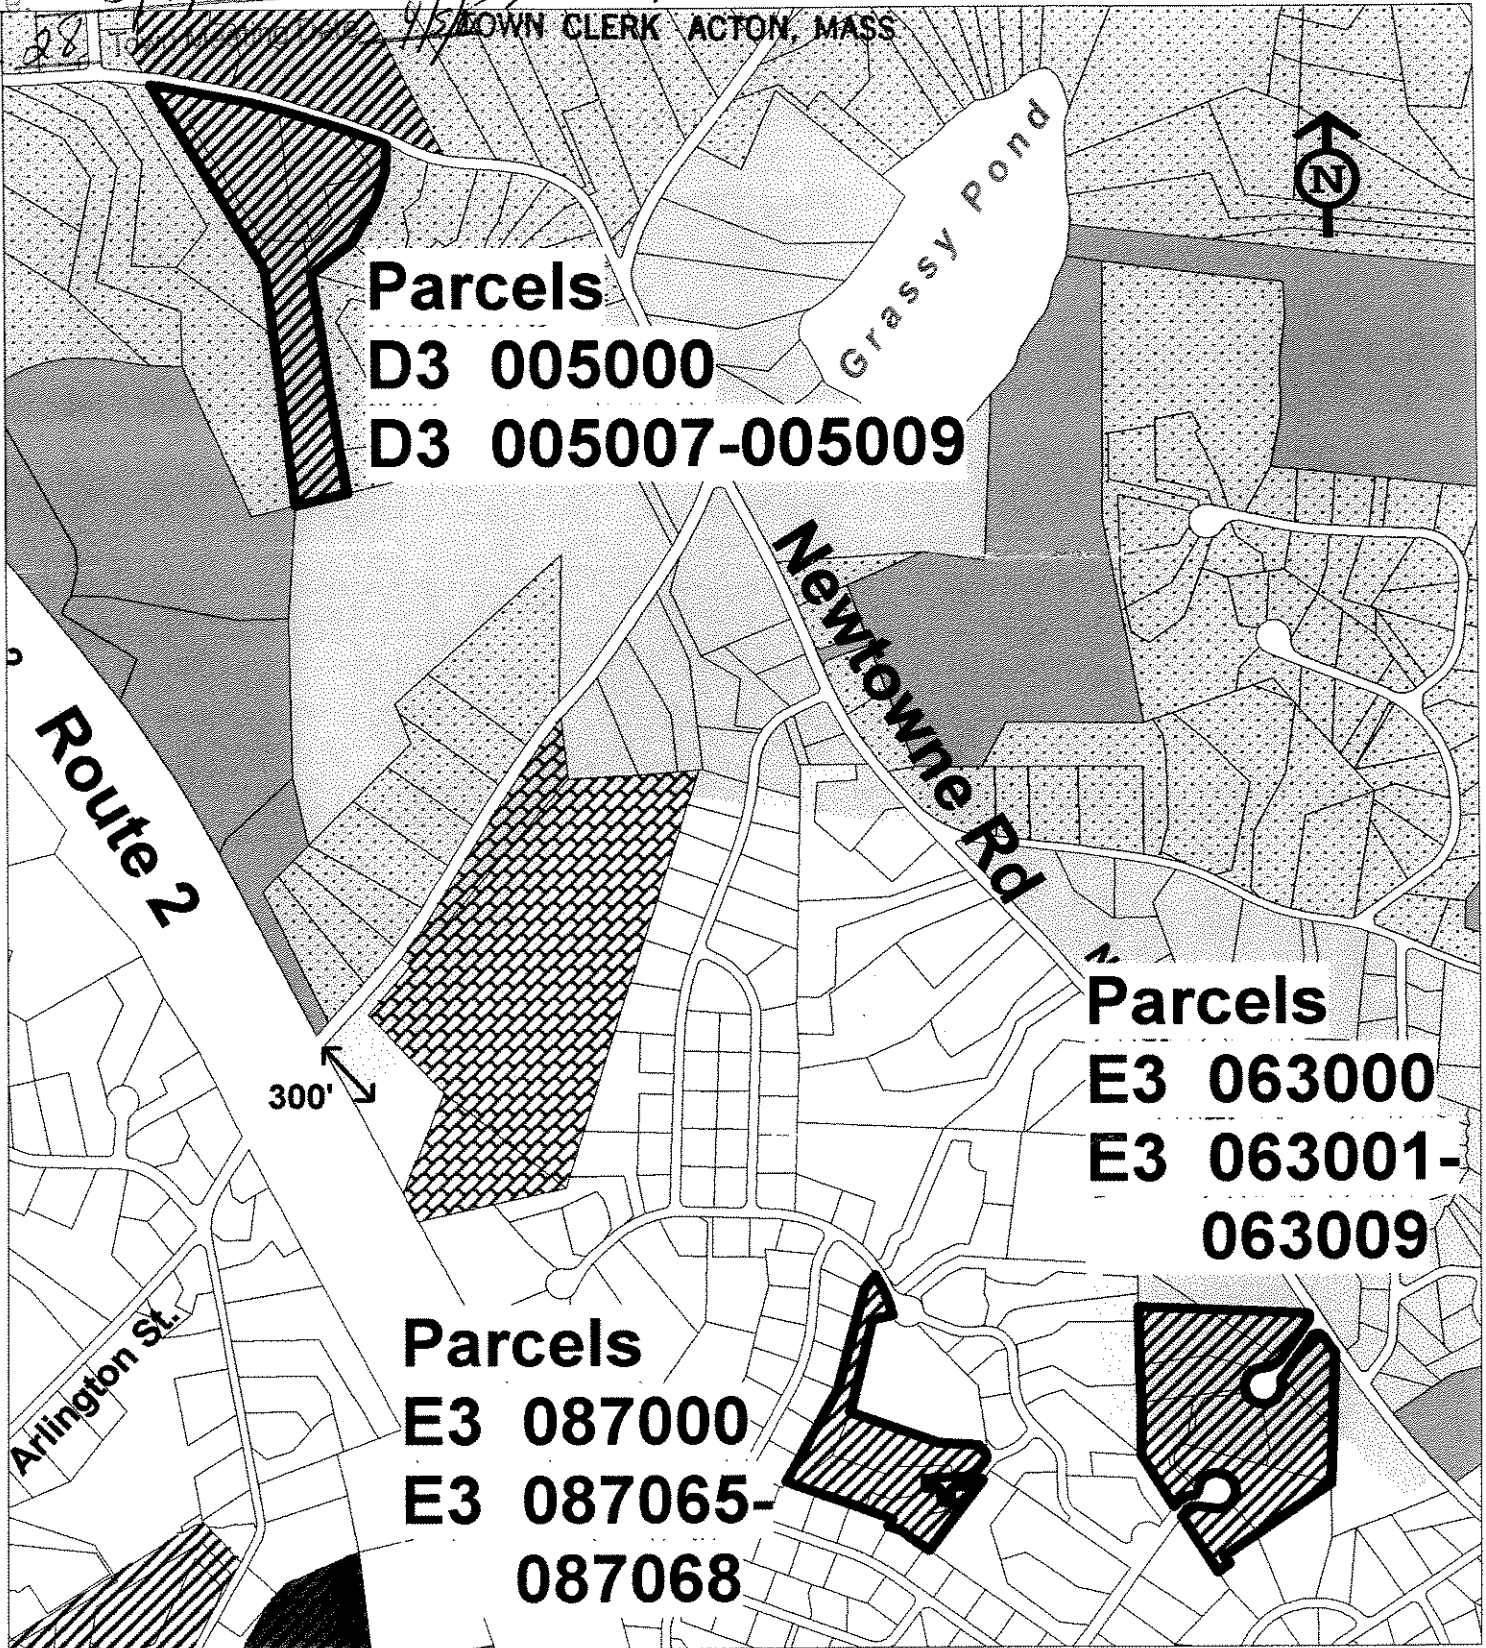 28
TOWN CLERK ACTON, MASS
Grassy Pond
N
Parcels
D3 005000
D3 005007-005009
Newtowne Rd
Route 2
300'
Parcels
E3 063000
E3 063001-
063009
Arlington St.
Parcels
E3 087000
E3 087065-
087068